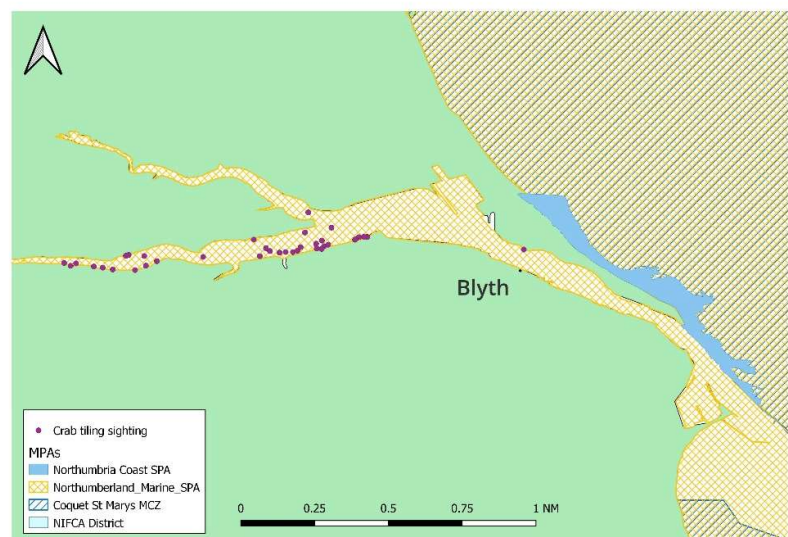 Blyth
Crab tiling sighting
MPAs
Northumbria Coast SPA
Northumberland_Marine_SPA
Coquet St Marys MCZ
NIFCA District
0 0.25 0.5 0.75 1 NM